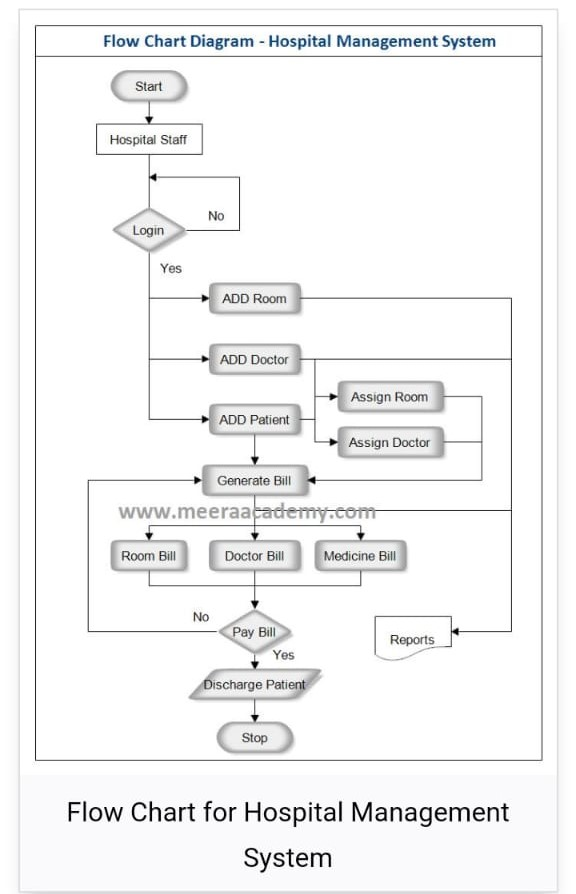 Flow Chart Diagram - Hospital Management System
Start
Hospital Staff
No
Login
Yes
ADD Room
ADD Doctor
Assign Room
ADD Patient
Assign Doctor
Generate Bill
www.meeraacademy.com
Room Bill
Doctor Bill
Medicine Bill
No
Pay Bill
Reports
Yes
Discharge Patient
Stop
Flow Chart for Hospital Management
System